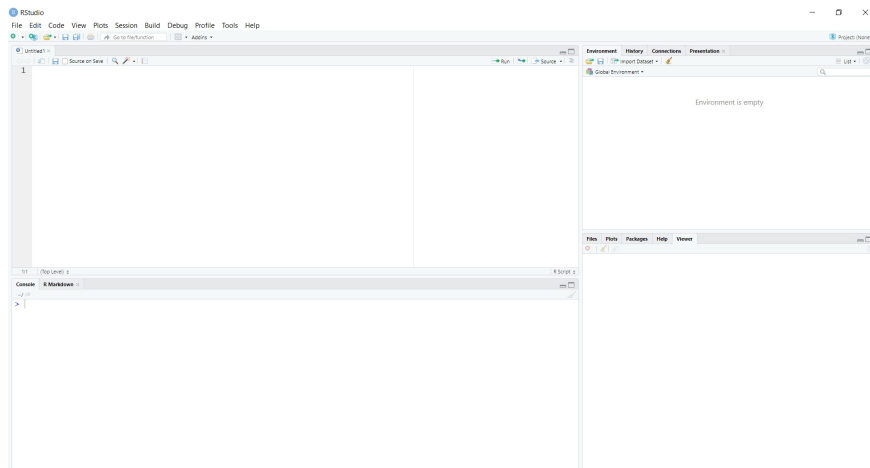 RStudio
File Edit Code View Plots Session Build Debug Profile Tools Help
Go to file/function Addins
Project: (None
Untitled1
Source on Save Run Source
1
1:1 (Top Level) R Script
Console R Markdown
~/
>
Environment History Connections Presentation
Import Dataset List
Global Environment
Environment is empty
Files Plots Packages Help Viewer